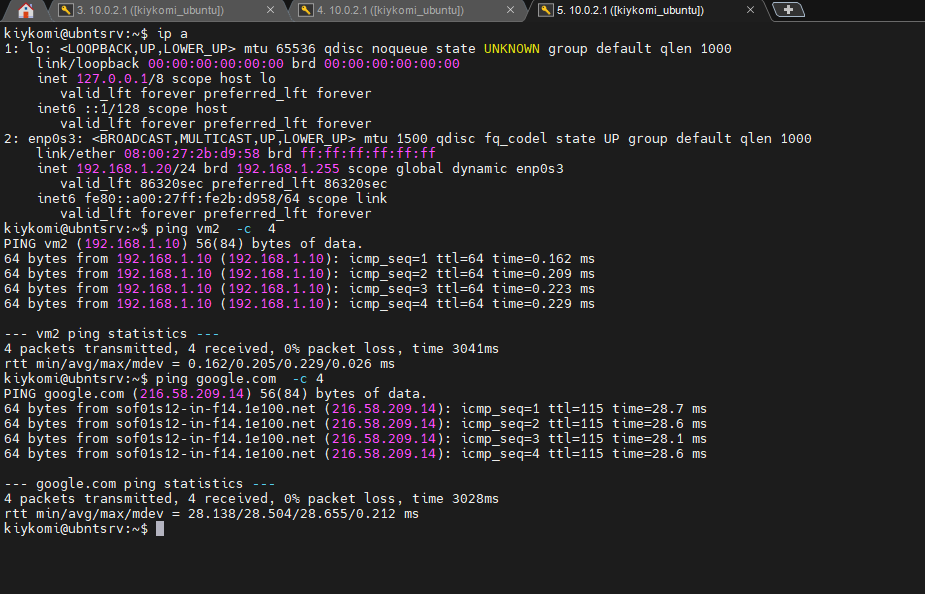 3. 10.0.2.1 ([kiykomi_ubuntu])
4. 10.0.2.1 ([kiykomi_ubuntu])
5. 10.0.2.1 ([kiykomi_ubuntu])
kiykomi@ubntsrv:~$ ip a
1: lo: <LOOPBACK,UP,LOWER_UP> mtu 65536 qdisc noqueue state UNKNOWN group default qlen 1000
    link/loopback 00:00:00:00:00:00 brd 00:00:00:00:00:00
    inet 127.0.0.1/8 scope host lo
       valid_lft forever preferred_lft forever
    inet6 ::1/128 scope host
       valid_lft forever preferred_lft forever
2: enp0s3: <BROADCAST,MULTICAST,UP,LOWER_UP> mtu 1500 qdisc fq_codel state UP group default qlen 1000
    link/ether 08:00:27:2b:d9:58 brd ff:ff:ff:ff:ff:ff
    inet 192.168.1.20/24 brd 192.168.1.255 scope global dynamic enp0s3
       valid_lft 86320sec preferred_lft 86320sec
    inet6 fe80::a00:27ff:fe2b:d958/64 scope link
       valid_lft forever preferred_lft forever
kiykomi@ubntsrv:~$ ping vm2  -c  4
PING vm2 (192.168.1.10) 56(84) bytes of data.
64 bytes from 192.168.1.10 (192.168.1.10): icmp_seq=1 ttl=64 time=0.162 ms
64 bytes from 192.168.1.10 (192.168.1.10): icmp_seq=2 ttl=64 time=0.209 ms
64 bytes from 192.168.1.10 (192.168.1.10): icmp_seq=3 ttl=64 time=0.223 ms
64 bytes from 192.168.1.10 (192.168.1.10): icmp_seq=4 ttl=64 time=0.229 ms

--- vm2 ping statistics ---
4 packets transmitted, 4 received, 0% packet loss, time 3041ms
rtt min/avg/max/mdev = 0.162/0.205/0.229/0.026 ms
kiykomi@ubntsrv:~$ ping google.com  -c 4
PING google.com (216.58.209.14) 56(84) bytes of data.
64 bytes from sof01s12-in-f14.1e100.net (216.58.209.14): icmp_seq=1 ttl=115 time=28.7 ms
64 bytes from sof01s12-in-f14.1e100.net (216.58.209.14): icmp_seq=2 ttl=115 time=28.6 ms
64 bytes from sof01s12-in-f14.1e100.net (216.58.209.14): icmp_seq=3 ttl=115 time=28.1 ms
64 bytes from sof01s12-in-f14.1e100.net (216.58.209.14): icmp_seq=4 ttl=115 time=28.6 ms

--- google.com ping statistics ---
4 packets transmitted, 4 received, 0% packet loss, time 3028ms
rtt min/avg/max/mdev = 28.138/28.504/28.655/0.212 ms
kiykomi@ubntsrv:~$